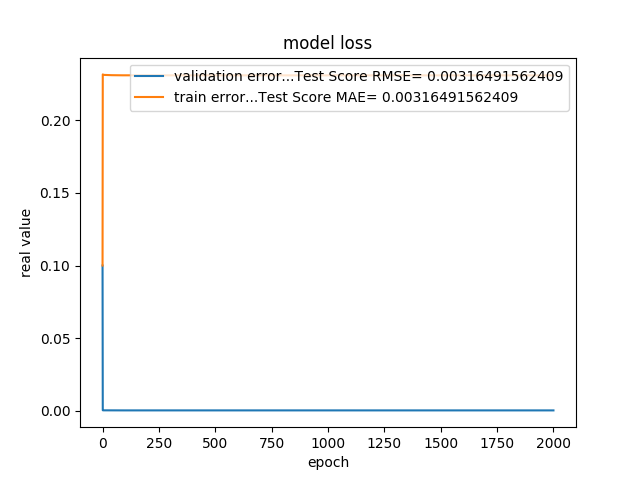 model loss
validation error...Test Score RMSE= 0.00316491562409
train error...Test Score MAE= 0.00316491562409
real value
0.20
0.15
0.10
0.05
0.00
0 250 500 750 1000 1250 1500 1750 2000
epoch